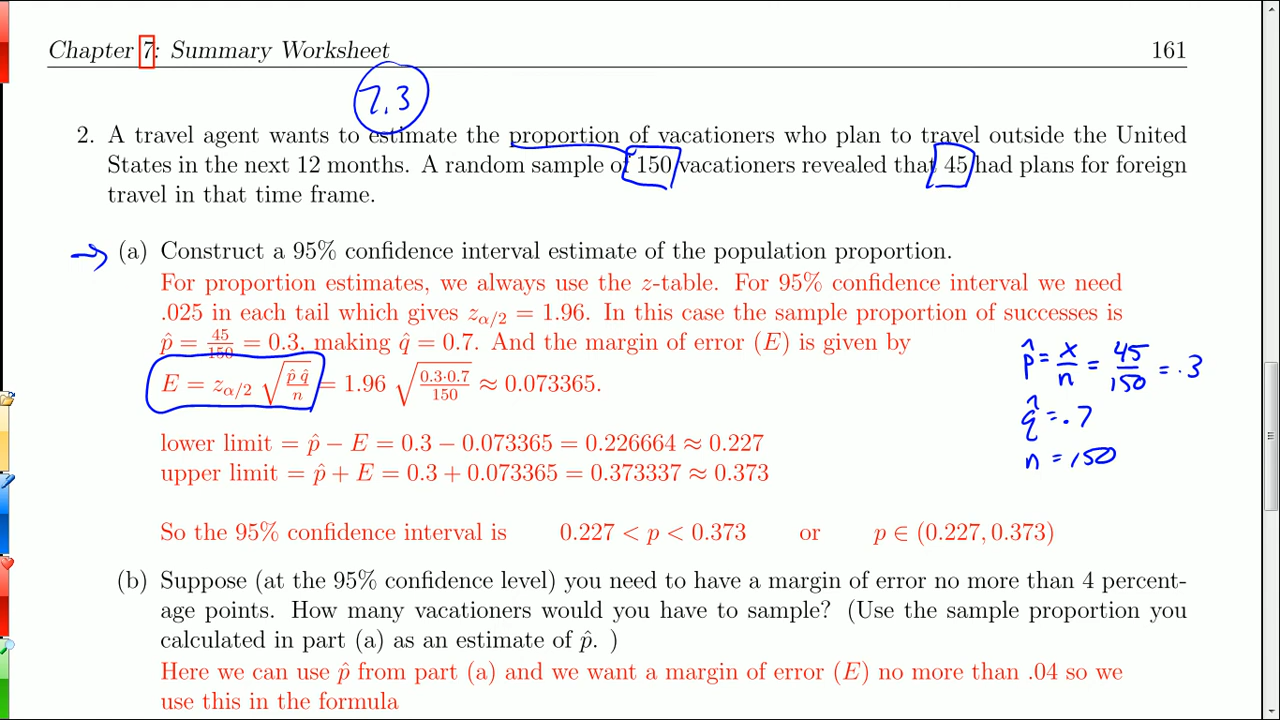 Chapter 7: Summary Worksheet 161
7.3
2. A travel agent wants to estimate the proportion of vacationers who plan to travel outside the United
States in the next 12 months. A random sample of 150 vacationers revealed that 45 had plans for foreign
travel in that time frame.
(a) Construct a 95% confidence interval estimate of the population proportion.
For proportion estimates, we always use the z-table. For 95% confidence interval we need
.025 in each tail which gives zα/2 = 1.96. In this case the sample proportion of successes is
p̂ = 45/150 = 0.3, making q̂ = 0.7. And the margin of error (E) is given by
E = zα/2 √(p̂ q̂/n) = 1.96 √(0.3·0.7/150) ≈ 0.073365.
p̂ = x/n = 45/150 = .3
q̂ = .7
n = 150
lower limit = p̂ − E = 0.3 − 0.073365 = 0.226664 ≈ 0.227
upper limit = p̂ + E = 0.3 + 0.073365 = 0.373337 ≈ 0.373
So the 95% confidence interval is 0.227 < p < 0.373 or p ∈ (0.227, 0.373)
(b) Suppose (at the 95% confidence level) you need to have a margin of error no more than 4 percent-
age points. How many vacationers would you have to sample? (Use the sample proportion you
calculated in part (a) as an estimate of p̂. )
Here we can use p̂ from part (a) and we want a margin of error (E) no more than .04 so we
use this in the formula